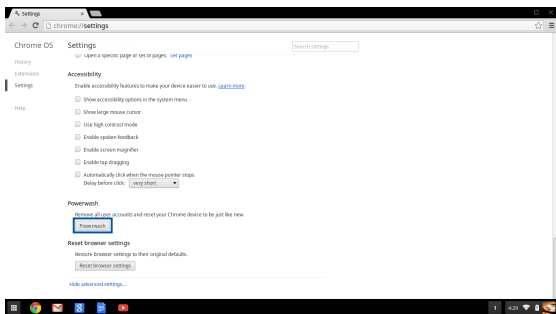 Settings
chrome://settings
Chrome OS
Settings
Search settings
History
Extensions
Settings
Help
Open a specific page or set of pages. Set pages
Accessibility
Enable accessibility features to make your device easier to use. Learn more
Show accessibility options in the system menu
Show large mouse cursor
Use high contrast mode
Enable spoken feedback
Enable screen magnifier
Enable tap dragging
Automatically click when the mouse pointer stops
Delay before click: very short
Powerwash
Remove all user accounts and reset your Chrome device to be just like new.
Powerwash
Reset browser settings
Restore browser settings to their original defaults.
Reset browser settings
Hide advanced settings...
8
1 4:29